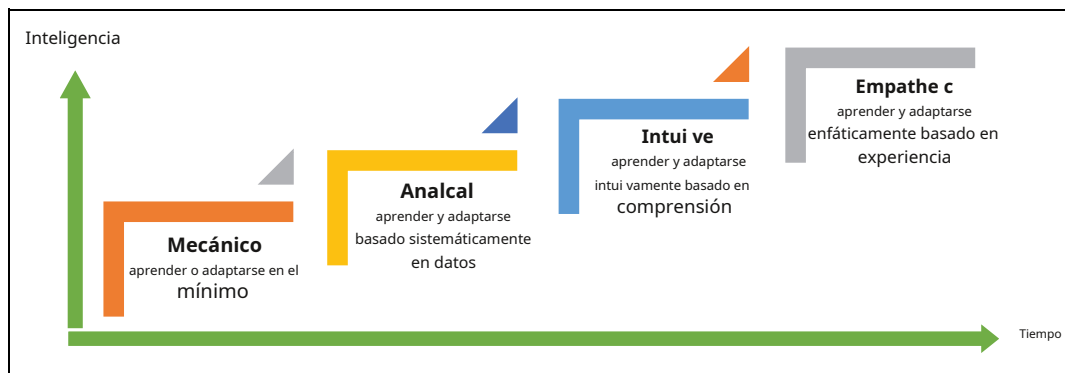 Inteligencia
Mecánico
aprender o adaptarse en el
mínimo
Analcal
aprender y adaptarse
basado sistemáticamente
en datos
Intui ve
aprender y adaptarse
intui vamente basado en
comprensión
Empathe c
aprender y adaptarse
enfáticamente basado en
experiencia
Tiempo